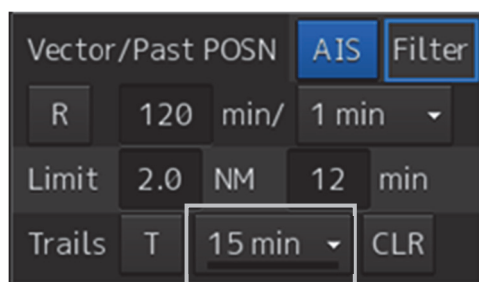 Vector/Past POSN AIS Filter
R 120 min/ 1 min
Limit 2.0 NM 12 min
Trails T 15 min CLR